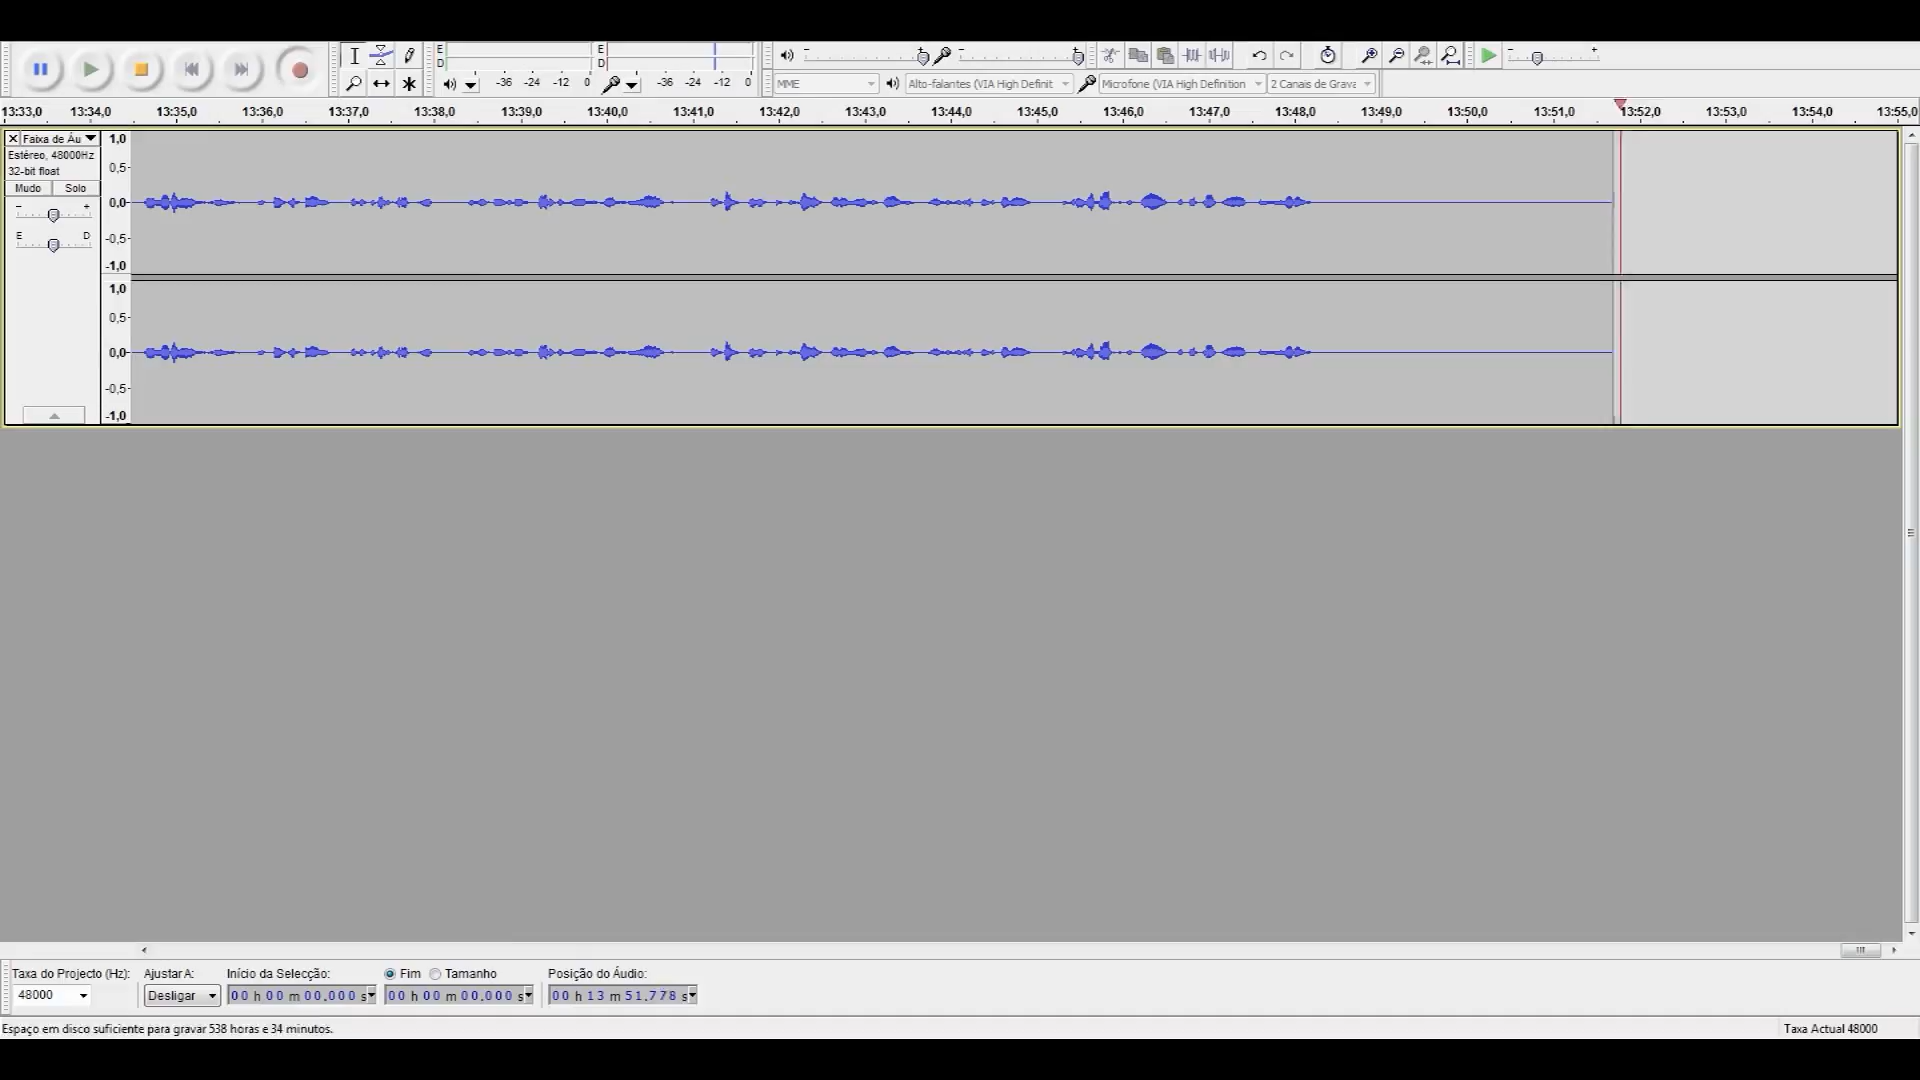 E
D
-36 -24 -12 0
E
D
-36 -24 -12 0
MME
Alto-falantes (VIA High Definit
Microfone (VIA High Definition
2 Canais de Grava
13:33,0 13:34,0 13:35,0 13:36,0 13:37,0 13:38,0 13:39,0 13:40,0 13:41,0 13:42,0 13:43,0 13:44,0 13:45,0 13:46,0 13:47,0 13:48,0 13:49,0 13:50,0 13:51,0 13:52,0 13:53,0 13:54,0 13:55,0
Faixa de Áu
Estéreo, 48000Hz
32-bit float
Mudo Solo
- +
E D
1,0
0,5-
0,0-
-0,5-
-1,0
1,0
0,5-
0,0-
-0,5-
-1,0
Taxa do Projecto (Hz): Ajustar A: Início da Selecção: Fim Tamanho Posição do Áudio:
48000 Desligar 00 h 00 m 00.000 s 00 h 00 m 00.000 s 00 h 13 m 51.778 s
Espaço em disco suficiente para gravar 538 horas e 34 minutos. Taxa Actual 48000